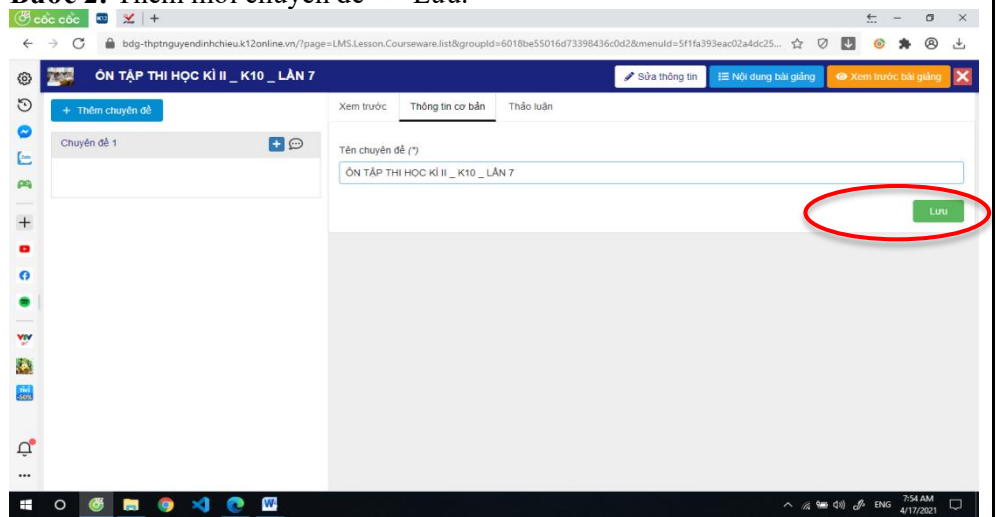 Bước 2: Thêm mới chuyên đề Lưu.
cốc cốc
bdg-thptnguyendinhchieu.k12online.vn/?page=LMS.Lesson.Courseware.list&groupId=6018be55016d73398436c0d2&menuId=5f1fa393eac02a4dc25...
ÔN TẬP THI HỌC KÌ II _ K10 _ LẦN 7
Sửa thông tin
Nội dung bài giảng
Xem trước bài giảng
+ Thêm chuyên đề
Xem trước
Thông tin cơ bản
Thảo luận
Chuyên đề 1
Tên chuyên đề (*)
ÔN TẬP THI HỌC KÌ II _ K10 _ LẦN 7
Lưu
VTV
ENG
7:54 AM
4/17/2021